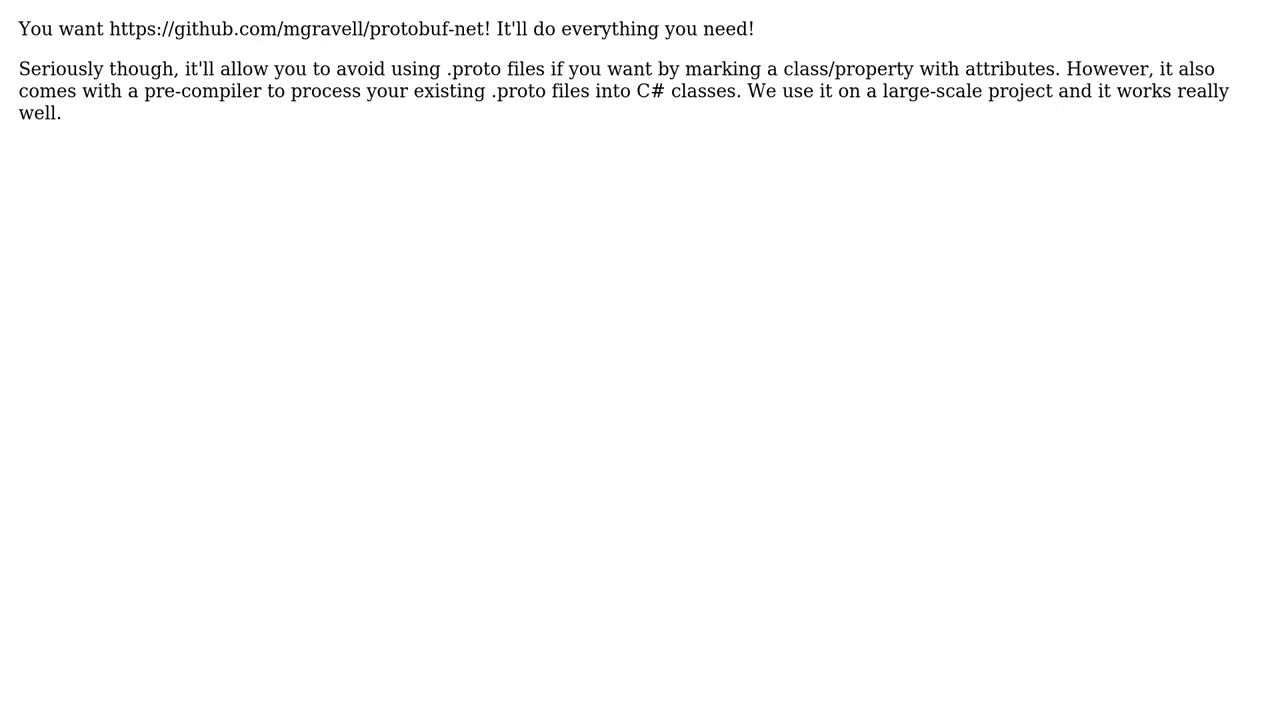 You want https://github.com/mgravell/protobuf-net! It'll do everything you need!
Seriously though, it'll allow you to avoid using .proto files if you want by marking a class/property with attributes. However, it also
comes with a pre-compiler to process your existing .proto files into C# classes. We use it on a large-scale project and it works really
well.